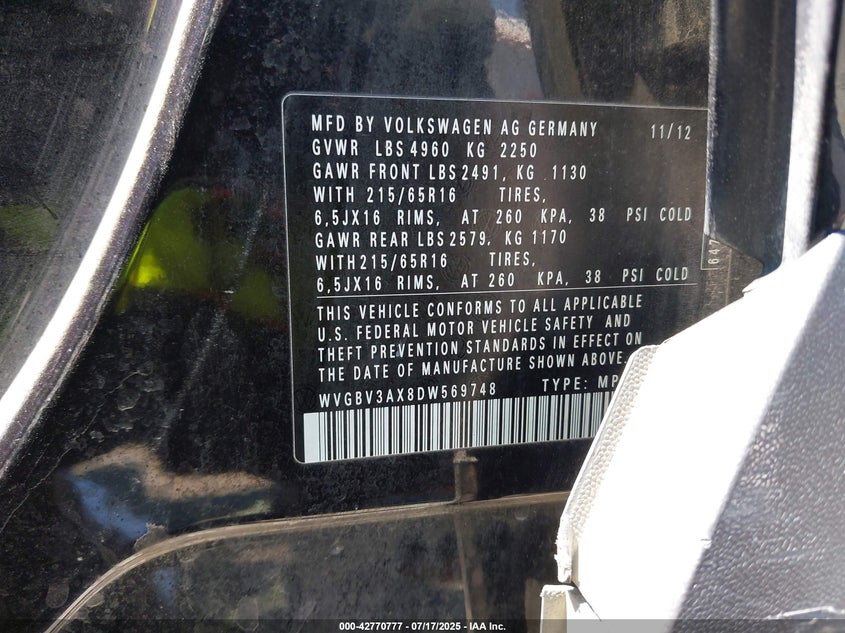 MFD BY VOLKSWAGEN AG GERMANY 11/12
GVWR LBS 4960 KG 2250
GAWR FRONT LBS 2491, KG 1130
WITH 215/65R16 TIRES,
6,5JX16 RIMS, AT 260 KPA, 38 PSI COLD
GAWR REAR LBS 2579, KG 1170
WITH 215/65R16 TIRES,
6,5JX16 RIMS, AT 260 KPA, 38 PSI COLD
THIS VEHICLE CONFORMS TO ALL APPLICABLE
U.S. FEDERAL MOTOR VEHICLE SAFETY AND
THEFT PREVENTION STANDARDS IN EFFECT ON
THE DATE OF MANUFACTURE SHOWN ABOVE.
WVGBV3AX8DW569748 TYPE: MP
000-42770777 / 07/17/2025 - IAA Inc.